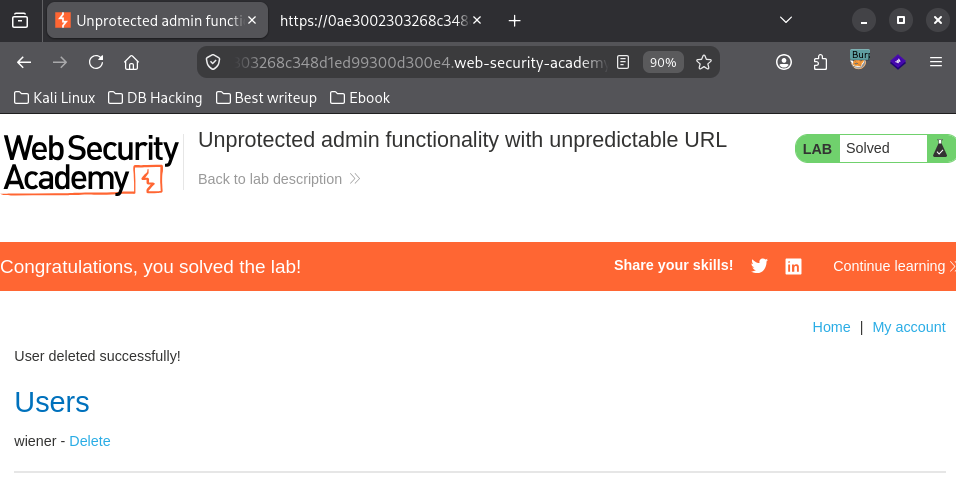 Unprotected admin functi
https://0ae3002303268c348
303268c348d1ed99300d300e4.web-security-academy
90%
Kali Linux
DB Hacking
Best writeup
Ebook
Web Security
Academy
Unprotected admin functionality with unpredictable URL
Back to lab description
LAB
Solved
Congratulations, you solved the lab!
Share your skills!
Continue learning
Home | My account
User deleted successfully!
Users
wiener - Delete